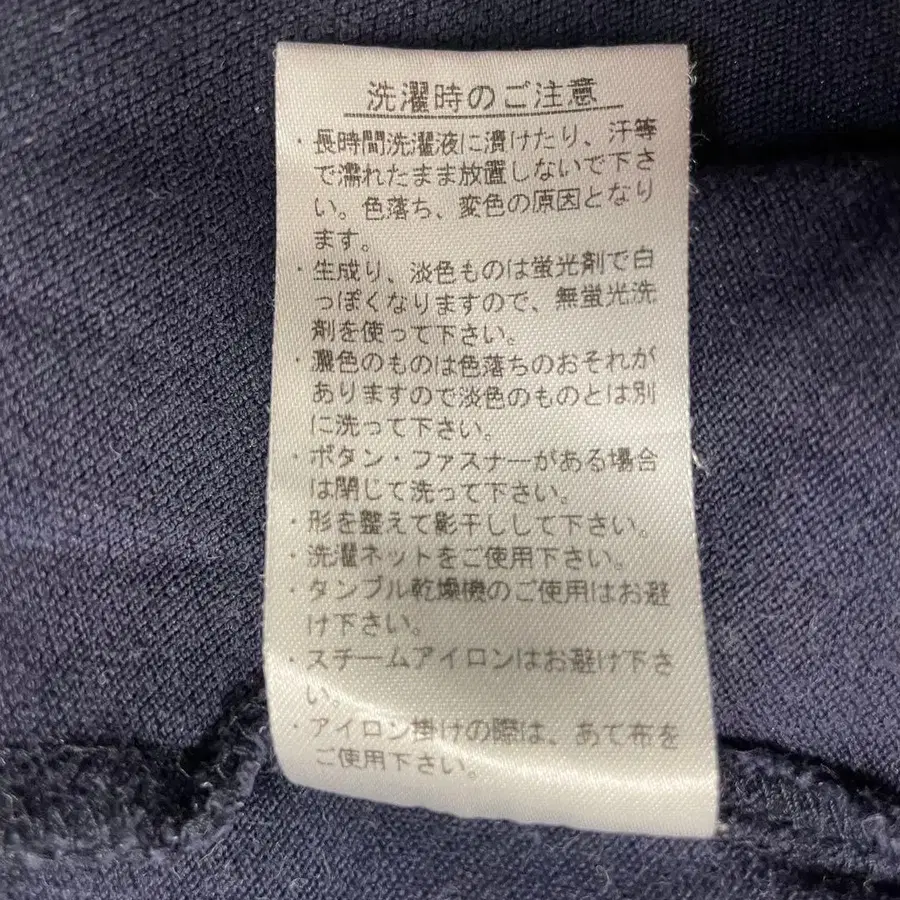 洗濯時のご注意
・長時間洗濯液に漬けたり、汗等
で濡れたまま放置しないで下さ
い。色落ち、変色の原因となり
ます。
・生成り、淡色ものは蛍光剤で白
っぽくなりますので、無蛍光洗
剤を使って下さい。
・濃色のものは色落ちのおそれが
ありますので淡色のものとは別
に洗って下さい。
・ボタン・ファスナーがある場合
は閉じて洗って下さい。
・形を整えて影干しして下さい。
・洗濯ネットをご使用下さい。
・タンブル乾燥機のご使用はお避
け下さい。
・スチームアイロンはお避け下さ
い。
・アイロン掛けの際は、あて布を
ご使用下さい。